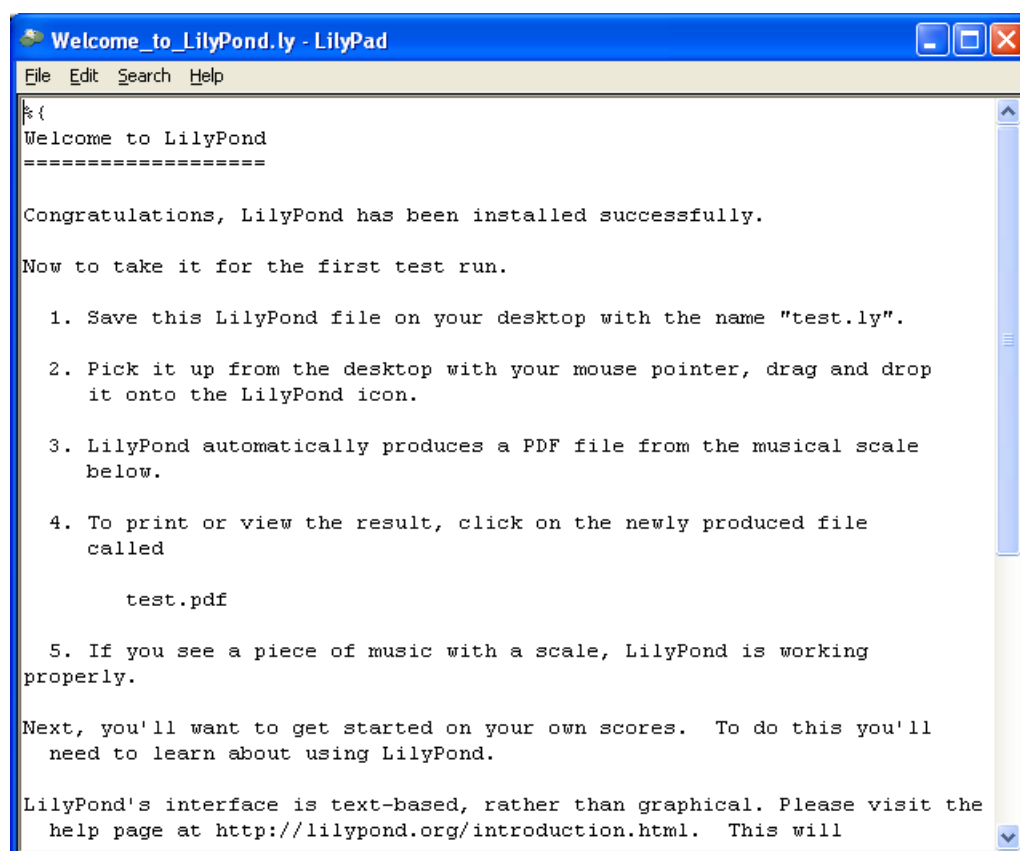 Welcome_to_LilyPond.ly - LilyPad
File Edit Search Help
%{
Welcome to LilyPond
===================
Congratulations, LilyPond has been installed successfully.
Now to take it for the first test run.
1. Save this LilyPond file on your desktop with the name "test.ly".
2. Pick it up from the desktop with your mouse pointer, drag and drop
it onto the LilyPond icon.
3. LilyPond automatically produces a PDF file from the musical scale
below.
4. To print or view the result, click on the newly produced file
called
test.pdf
5. If you see a piece of music with a scale, LilyPond is working
properly.
Next, you'll want to get started on your own scores.  To do this you'll
need to learn about using LilyPond.
LilyPond's interface is text-based, rather than graphical. Please visit the
help page at http://lilypond.org/introduction.html.  This will